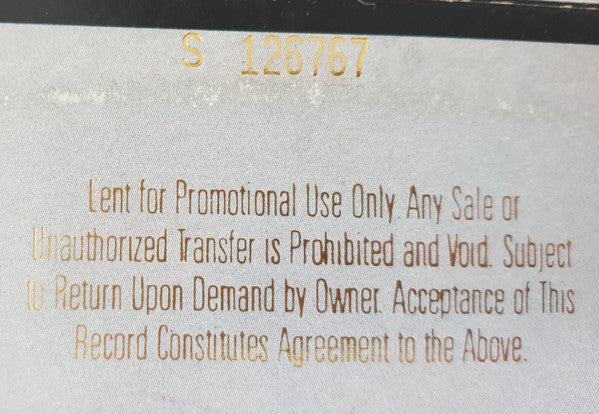 S 126767
Lent for Promotional Use Only. Any Sale or
Unauthorized Transfer is Prohibited and Void. Subject
to Return Upon Demand by Owner. Acceptance of This
Record Constitutes Agreement to the Above.